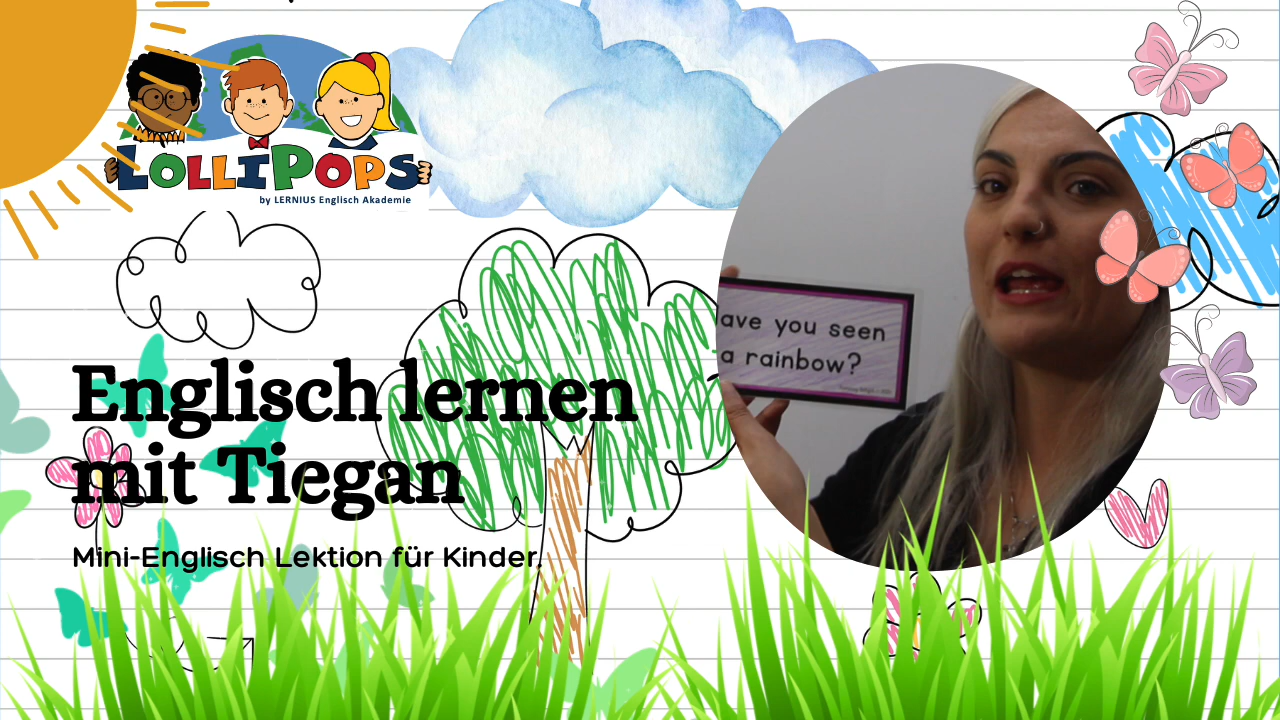 LOLLIPOPS
by LERNIUS Englisch Akademie
ave you seen
a rainbow?
Englisch lernen
mit Tiegan
Mini-Englisch Lektion für Kinder.